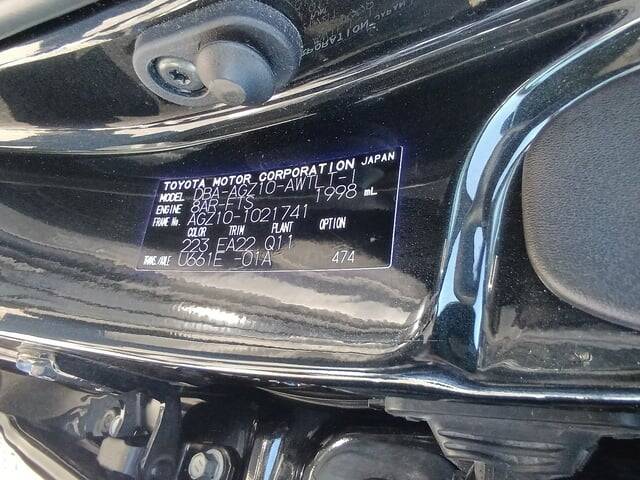 TOYOTA MOTOR CORPORATION JAPAN
MODEL DBA-AGZ10-AWTLT-1
ENGINE 8AR-FTS 1998 mL
FRAME No. AGZ10-1021741
COLOR TRIM PLANT OPTION
223 EA22 Q11
TRANS./AXLE U661E -01A 474